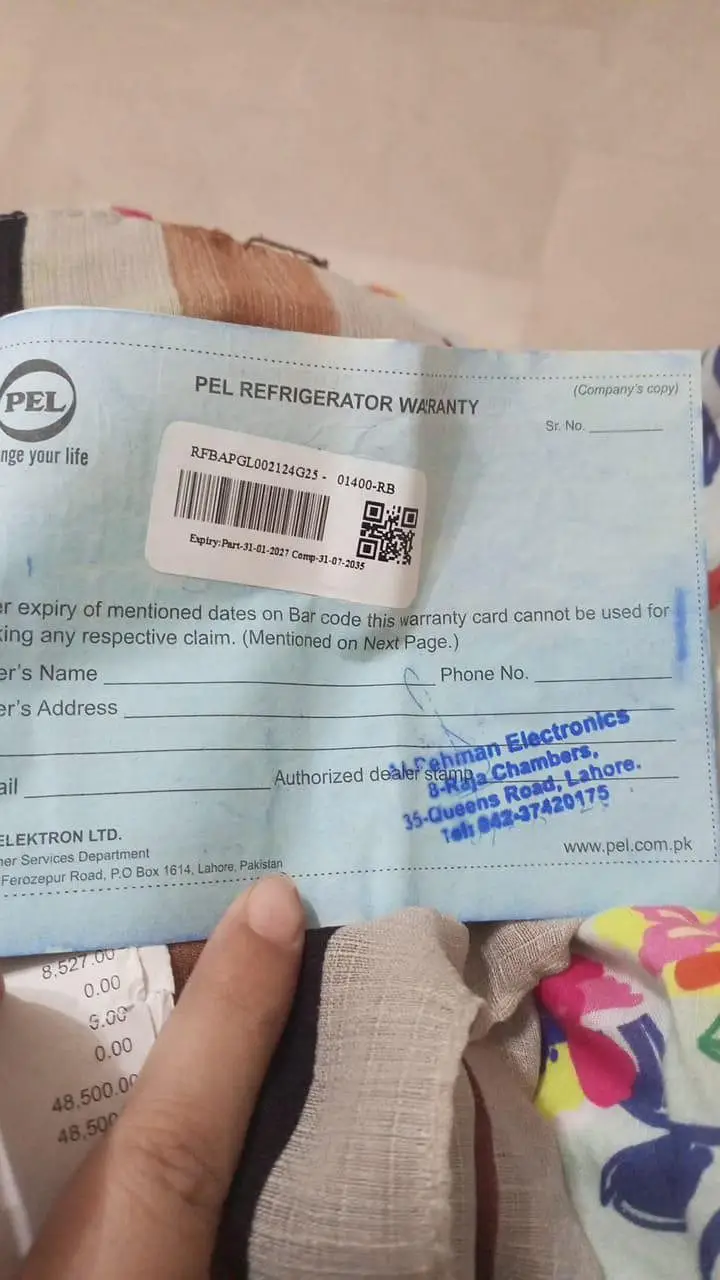 PEL
nge your life
PEL REFRIGERATOR WARRANTY
(Company's copy)
Sr. No.
RFBAPGL002124G25 - 01400-RB
Expiry:Part-31-01-2027 Comp-31-07-2035
er expiry of mentioned dates on Bar code this warranty card cannot be used for
king any respective claim. (Mentioned on Next Page.)
er's Name
Phone No.
er's Address
ail
Authorized dealer stamp
Rehman Electronics
8-Raja Chambers,
35-Queens Road, Lahore.
Tel: 042-37420175
ELEKTRON LTD.
ner Services Department
Ferozepur Road, P.O Box 1614, Lahore, Pakistan
www.pel.com.pk
8,527.00
0.00
0.00
48,500.00
48,500